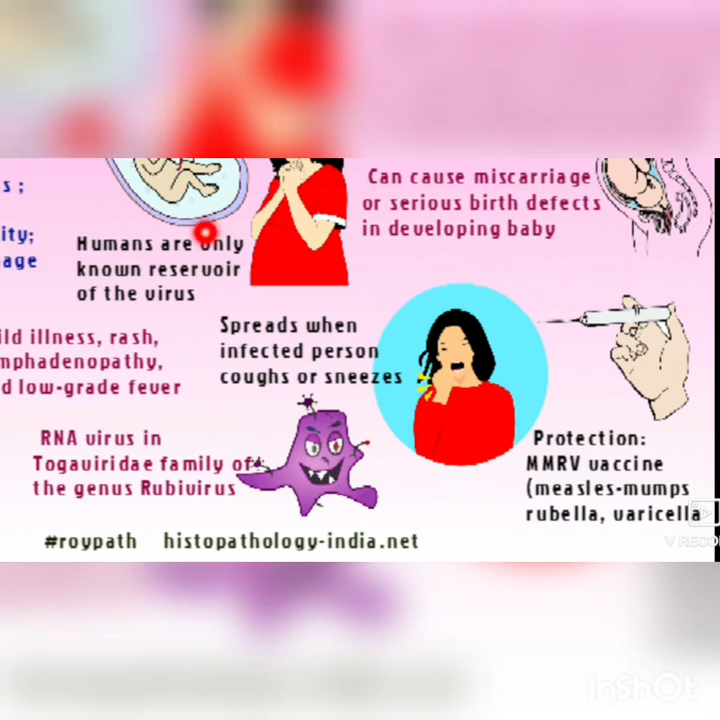 s ;
ity;
age
Humans are only
known reservoir
of the virus
Can cause miscarriage
or serious birth defects
in developing baby
ild illness, rash,
mphadenopathy,
d low-grade fever
Spreads when
infected person
coughs or sneezes
RNA virus in
Togaviridae family of
the genus Rubivirus
Protection:
MMRV vaccine
(measles-mumps
rubella, varicella
#roypath histopathology-india.net
V RECO
InShOt